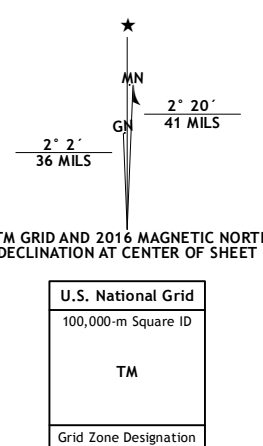 ★
MN
GN
2° 20´
41 MILS
2° 2´
36 MILS
TM GRID AND 2016 MAGNETIC NORTH
DECLINATION AT CENTER OF SHEET
U.S. National Grid
100,000-m Square ID
TM
Grid Zone Designation